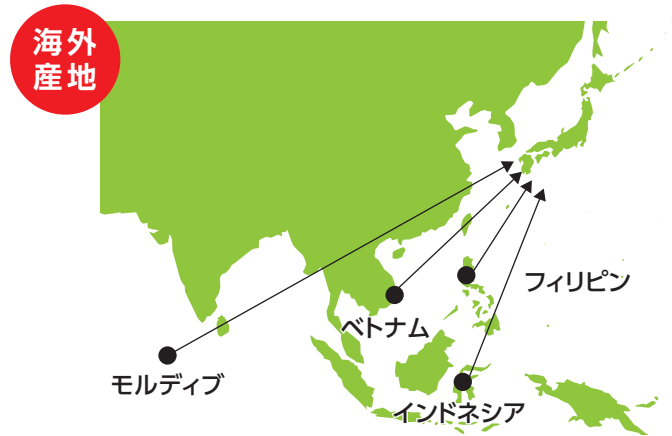 海外
産地
フィリピン
ベトナム
モルディブ
インドネシア